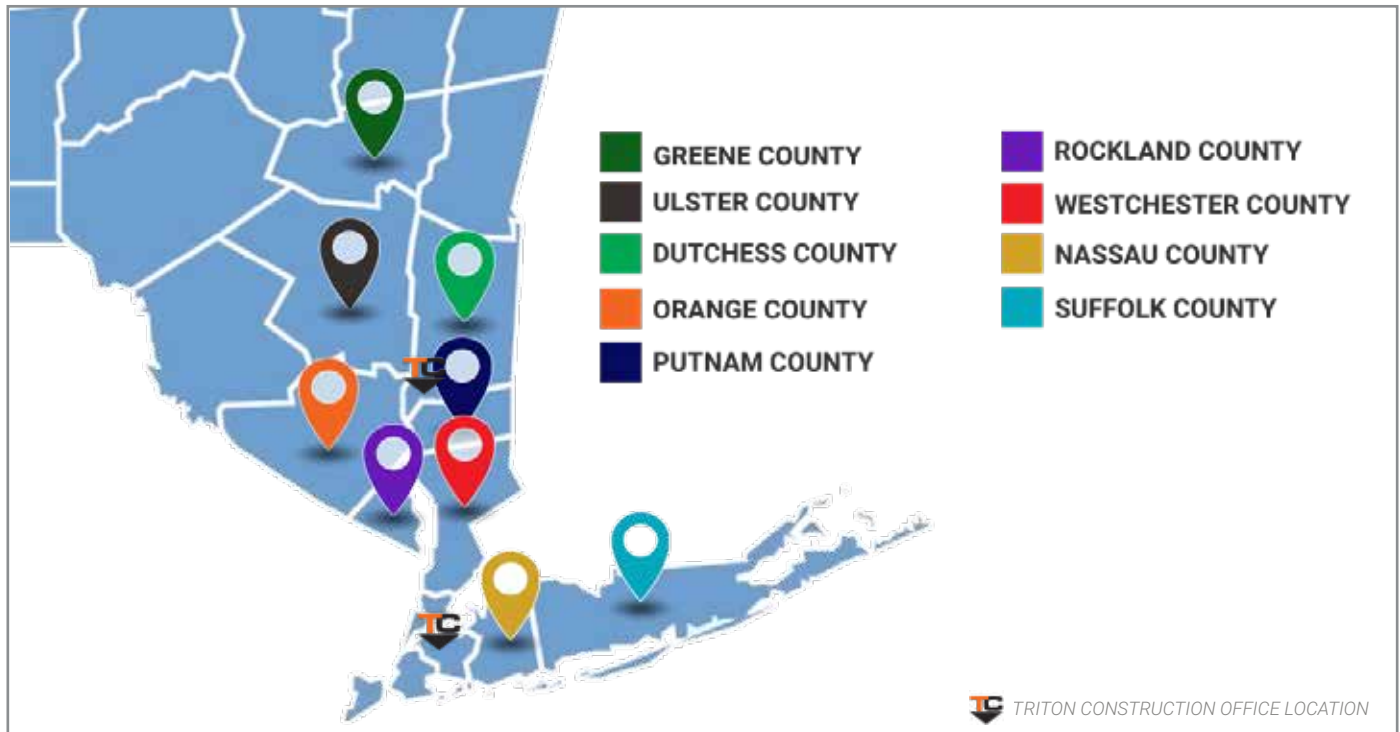 GREENE COUNTY
ULSTER COUNTY
DUTCHESS COUNTY
ORANGE COUNTY
PUTNAM COUNTY
ROCKLAND COUNTY
WESTCHESTER COUNTY
NASSAU COUNTY
SUFFOLK COUNTY
TC
TC
TC TRITON CONSTRUCTION OFFICE LOCATION